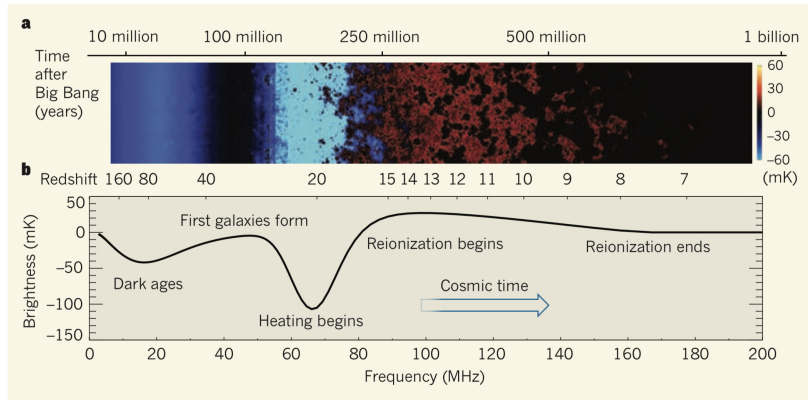 a
10 million 100 million 250 million 500 million 1 billion
Time
after
Big Bang
(years)
60
30
0
−30
−60
(mK)
b
Redshift 160 80 40 20 15 14 13 12 11 10 9 8 7
50
0
−50
−100
−150
Brightness (mK)
First galaxies form
Reionization begins
Reionization ends
Dark ages
Cosmic time
Heating begins
0 20 40 60 80 100 120 140 160 180 200
Frequency (MHz)